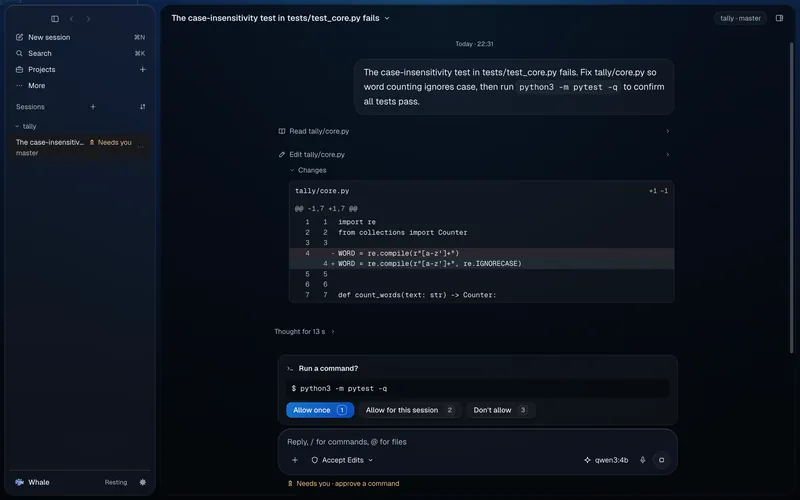 New session ⌘N
Search ⌘K
Projects
More
Sessions
tally
The case-insensitiv... Needs you
master
Whale Resting
The case-insensitivity test in tests/test_core.py fails
tally · master
Today · 22:31
The case-insensitivity test in tests/test_core.py fails. Fix tally/core.py so
word counting ignores case, then run python3 -m pytest -q to confirm
all tests pass.
Read tally/core.py
Edit tally/core.py
Changes
tally/core.py +1 −1
@@ -1,7 +1,7 @@
1 1 import re
2 2 from collections import Counter
3 3
4 - WORD = re.compile(r"[a-z']+")
4 + WORD = re.compile(r"[a-z']+", re.IGNORECASE)
5 5
6 6
7 7 def count_words(text: str) -> Counter:
Thought for 13 s
Run a command?
$ python3 -m pytest -q
Allow once 1 Allow for this session 2 Don't allow 3
Reply, / for commands, @ for files
Accept Edits qwen3:4b
Needs you · approve a command